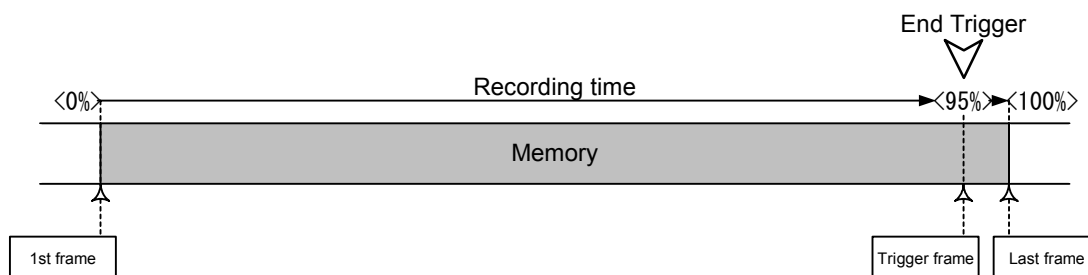 End Trigger
Recording time
<0%> <95%> <100%>
Memory
1st frame Trigger frame Last frame